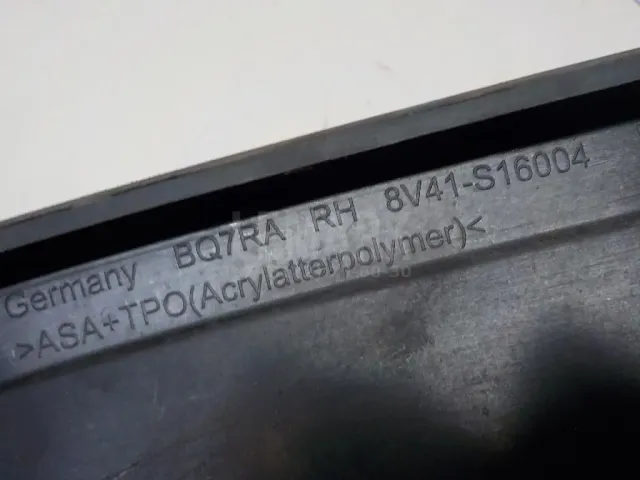 Germany BQ7RA RH 8V41-S16004
>ASA+TPO(Acrylatterpolymer)<